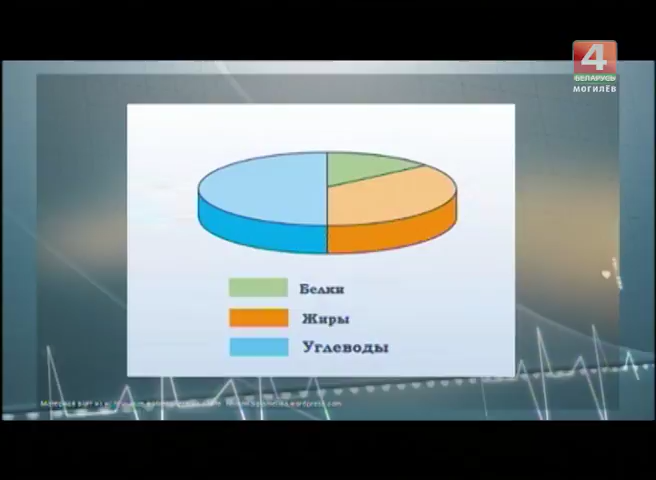 4
БЕЛАРУСЬ
МОГИЛЁВ
Белки
Жиры
Углеводы